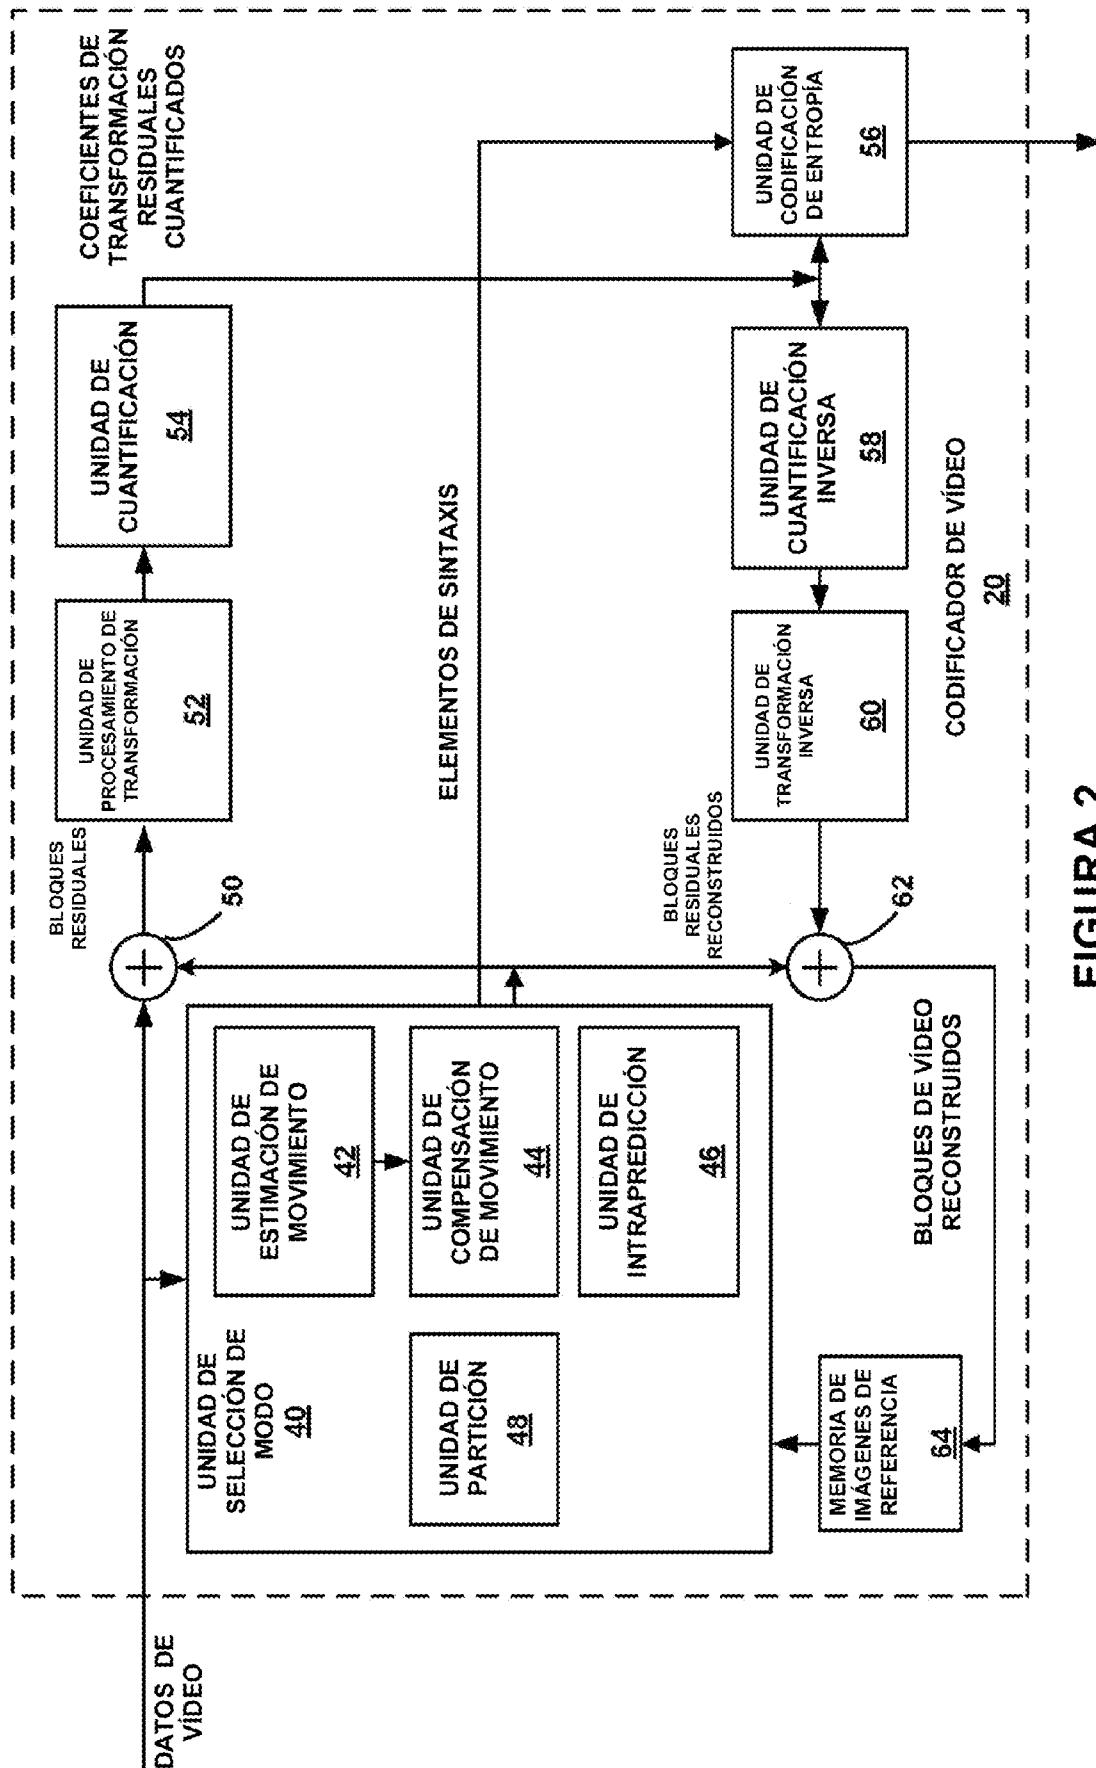 DATOS DE
VÍDEO
UNIDAD DE
SELECCIÓN DE
MODO
40
UNIDAD DE
PARTICIÓN
48
UNIDAD DE
ESTIMACIÓN DE
MOVIMIENTO
42
UNIDAD DE
COMPENSACIÓN
DE MOVIMIENTO
44
UNIDAD DE
INTRAPREDICCIÓN
46
MEMORIA DE
IMÁGENES DE
REFERENCIA
64
BLOQUES DE VÍDEO
RECONSTRUIDOS
50
BLOQUES
RESIDUALES
UNIDAD DE
PROCESAMIENTO DE
TRANSFORMACIÓN
52
UNIDAD DE
CUANTIFICACIÓN
54
COEFICIENTES DE
TRANSFORMACIÓN
RESIDUALES
CUANTIFICADOS
ELEMENTOS DE SINTAXIS
62
BLOQUES
RESIDUALES
RECONSTRUIDOS
UNIDAD DE
TRANSFORMACIÓN
INVERSA
60
UNIDAD DE
CUANTIFICACIÓN
INVERSA
58
UNIDAD DE
CODIFICACIÓN
DE ENTROPÍA
56
CODIFICADOR DE VÍDEO
20
FIGURA 2